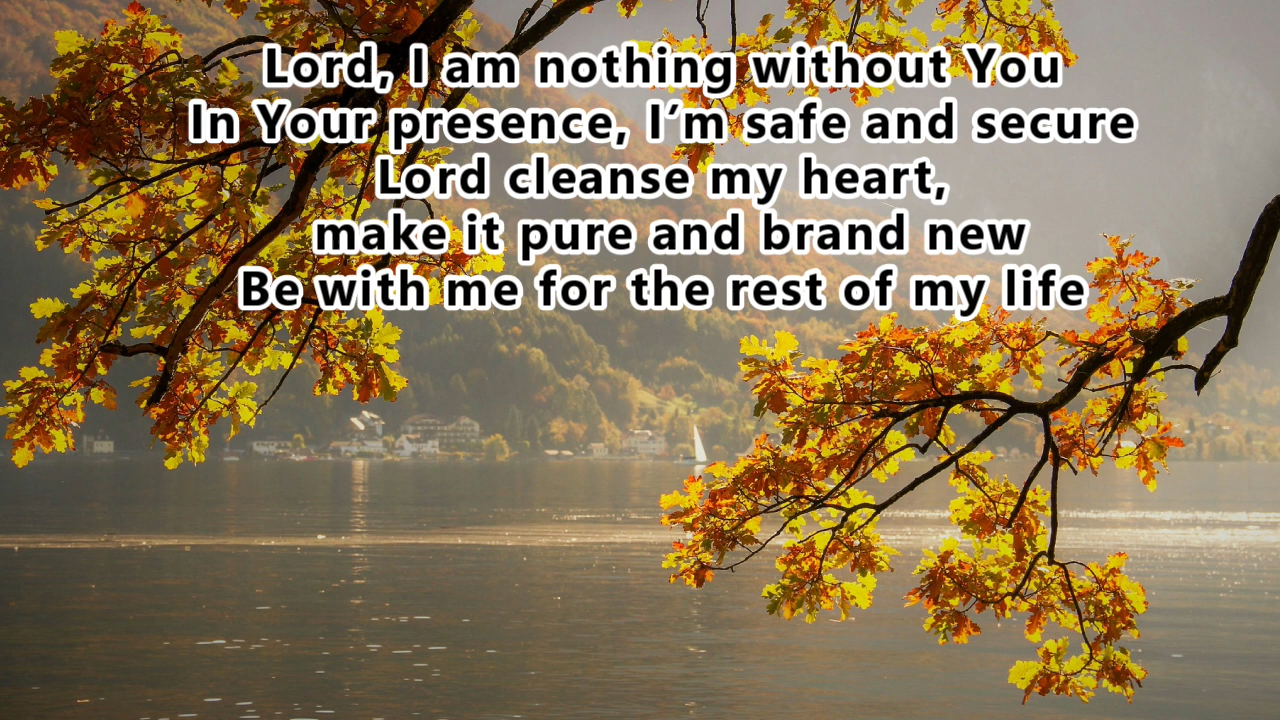 Lord, I am nothing without You
In Your presence, I’m safe and secure
Lord cleanse my heart,
make it pure and brand new
Be with me for the rest of my life